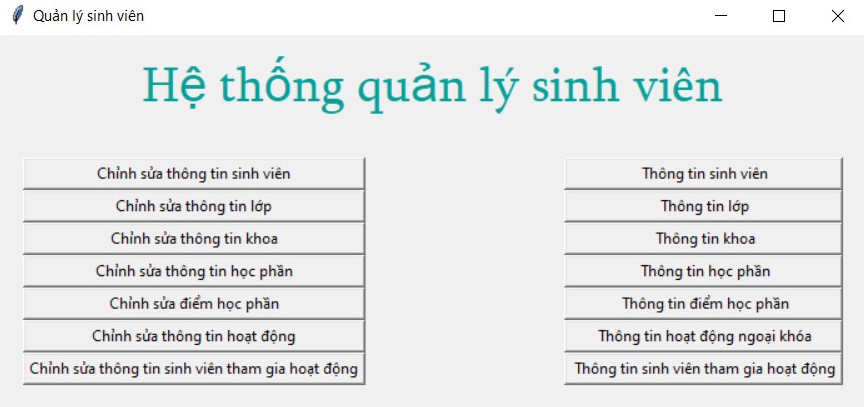 Quản lý sinh viên
Hệ thống quản lý sinh viên
Chỉnh sửa thông tin sinh viên
Chỉnh sửa thông tin lớp
Chỉnh sửa thông tin khoa
Chỉnh sửa thông tin học phần
Chỉnh sửa điểm học phần
Chỉnh sửa thông tin hoạt động
Chỉnh sửa thông tin sinh viên tham gia hoạt động
Thông tin sinh viên
Thông tin lớp
Thông tin khoa
Thông tin học phần
Thông tin điểm học phần
Thông tin hoạt động ngoại khóa
Thông tin sinh viên tham gia hoạt động